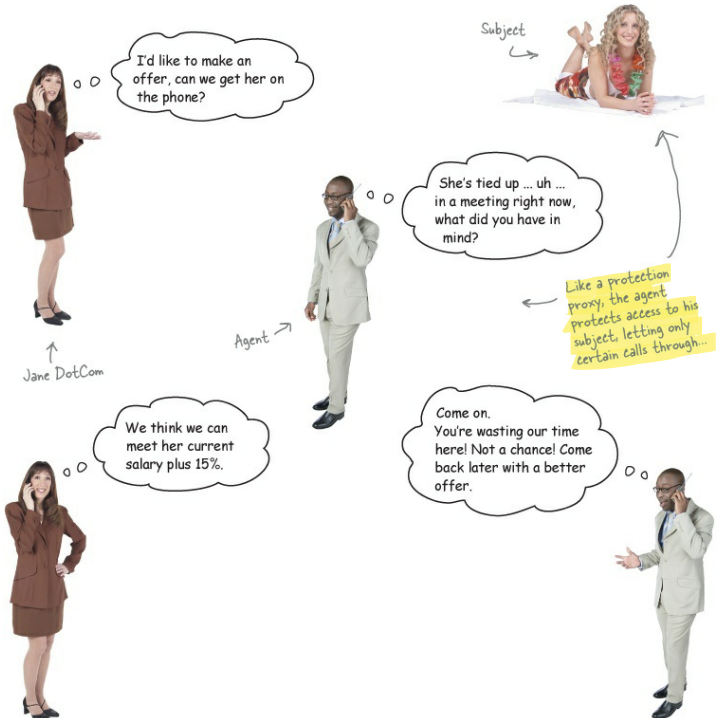 Subject
I'd like to make an
offer, can we get her on
the phone?
She's tied up ... uh ...
in a meeting right now,
what did you have in
mind?
Like a protection
proxy, the agent
protects access to his
subject, letting only
certain calls through...
Agent
Jane DotCom
We think we can
meet her current
salary plus 15%.
Come on.
You're wasting our time
here! Not a chance! Come
back later with a better
offer.